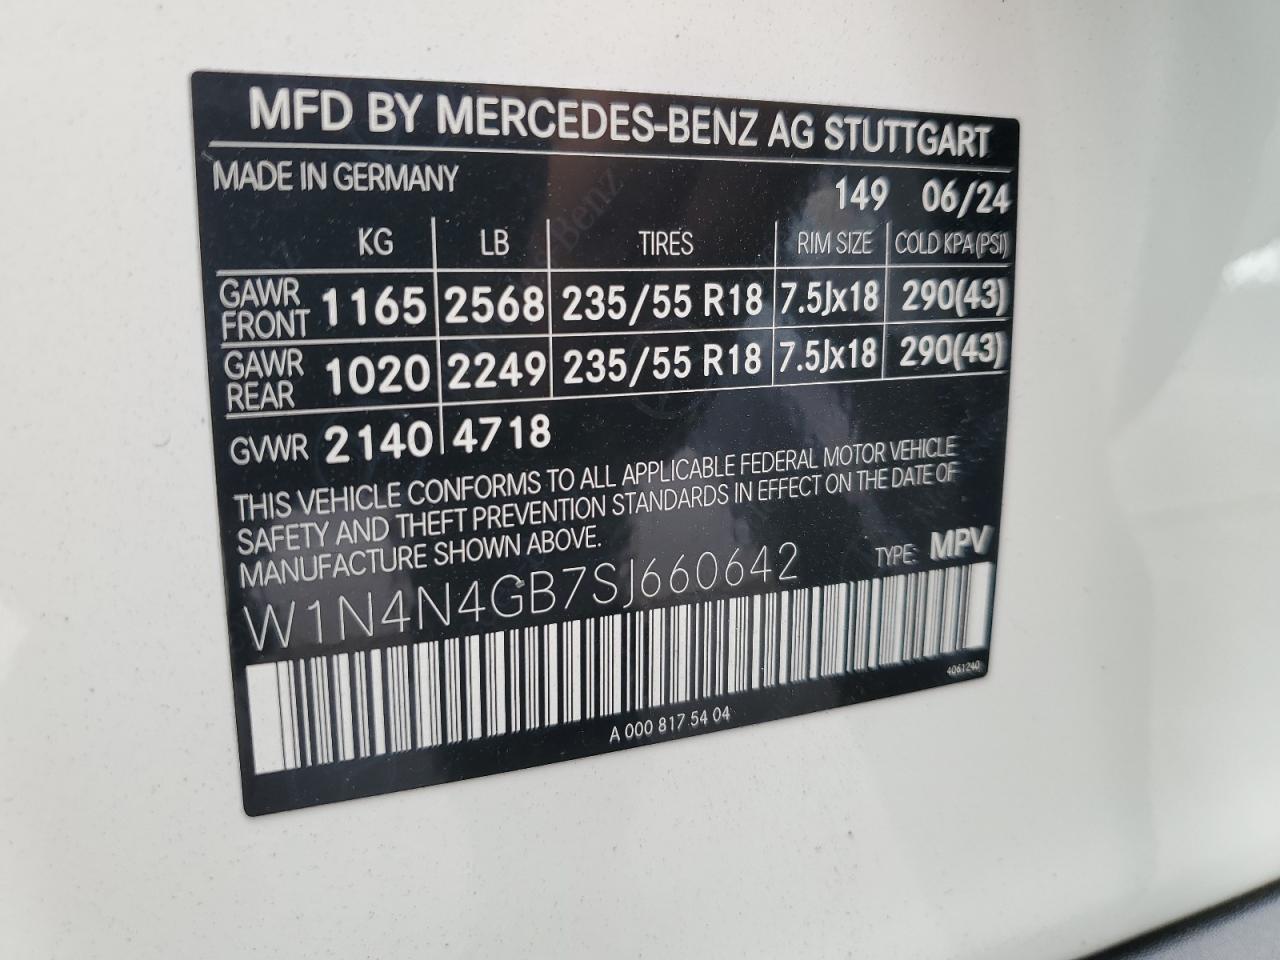 MFD BY MERCEDES-BENZ AG STUTTGART
MADE IN GERMANY
149 06/24
KG LB TIRES RIM SIZE COLD KPA (PSI)
GAWR FRONT 1165 2568 235/55 R18 7.5Jx18 290(43)
GAWR REAR 1020 2249 235/55 R18 7.5Jx18 290(43)
GVWR 2140 4718
THIS VEHICLE CONFORMS TO ALL APPLICABLE FEDERAL MOTOR VEHICLE
SAFETY AND THEFT PREVENTION STANDARDS IN EFFECT ON THE DATE OF
MANUFACTURE SHOWN ABOVE.
TYPE: MPV
W1N4N4GB7SJ660642
4061240
A 000 817 54 04